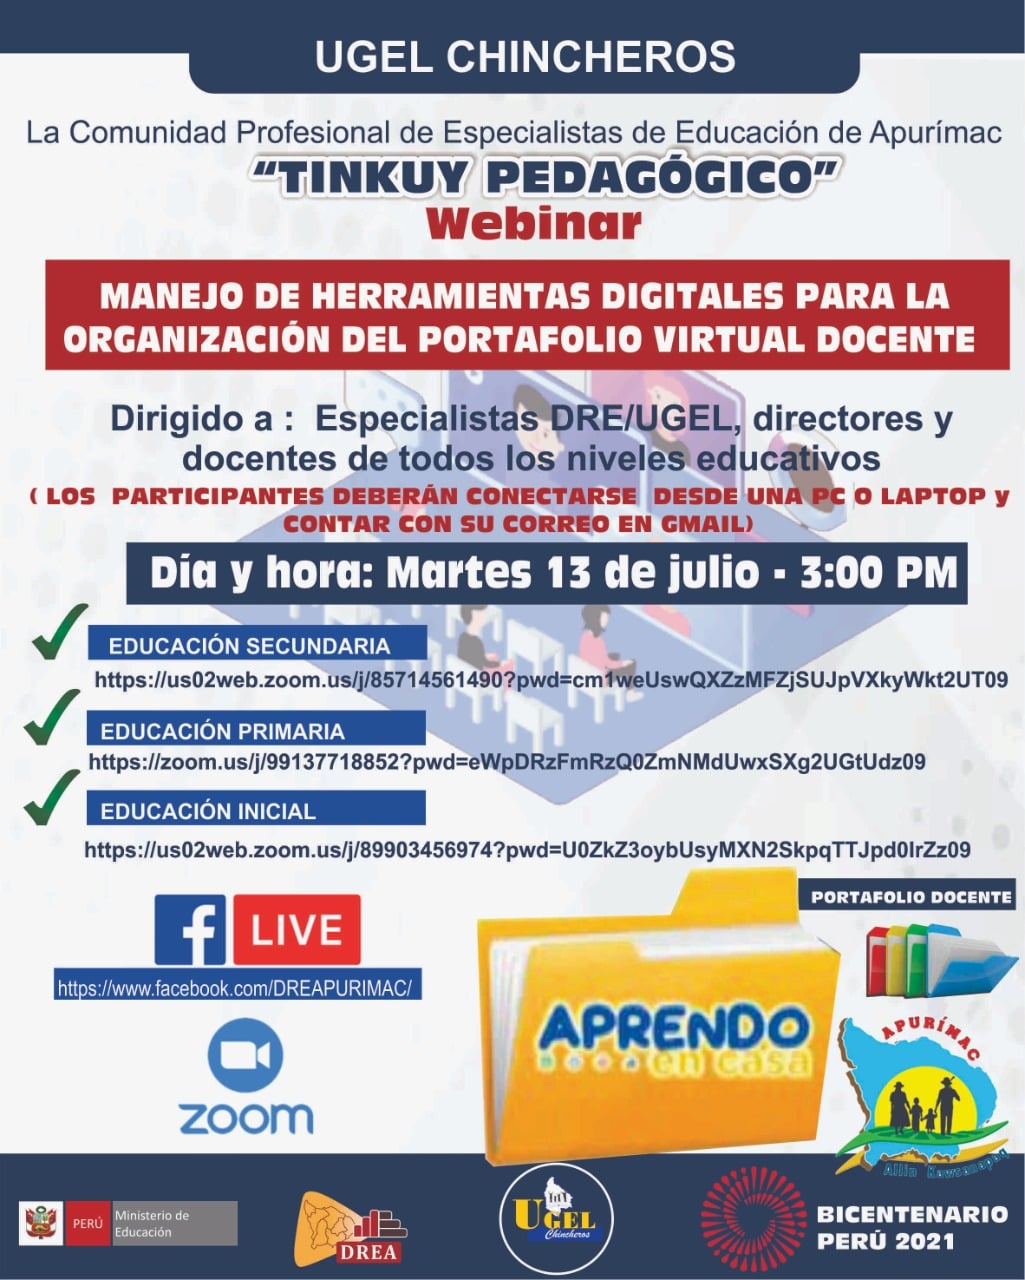 UGEL CHINCHEROS
La Comunidad Profesional de Especialistas de Educación de Apurímac
“TINKUY PEDAGÓGICO”
Webinar
MANEJO DE HERRAMIENTAS DIGITALES PARA LA
ORGANIZACIÓN DEL PORTAFOLIO VIRTUAL DOCENTE
Dirigido a : Especialistas DRE/UGEL, directores y
docentes de todos los niveles educativos
( LOS PARTICIPANTES DEBERÁN CONECTARSE DESDE UNA PC O LAPTOP y
CONTAR CON SU CORREO EN GMAIL)
Día y hora: Martes 13 de julio - 3:00 PM
EDUCACIÓN SECUNDARIA
https://us02web.zoom.us/j/85714561490?pwd=cm1weUswQXZzMFZjSUJpVXkyWkt2UT09
EDUCACIÓN PRIMARIA
https://zoom.us/j/99137718852?pwd=eWpDRzFmRzQ0ZmNMdUwxSXg2UGtUdz09
EDUCACIÓN INICIAL
https://us02web.zoom.us/j/89903456974?pwd=U0ZkZ3oybUsyMXN2SkpqTTJpd0lrZz09
f LIVE
https://www.facebook.com/DREAPURIMAC/
zoom
PORTAFOLIO DOCENTE
APRENDO
en casa
APURÍMAC
Allin Kawsanapaq
PERÚ
Ministerio de
Educación
DREA
UGEL
Chincheros
BICENTENARIO
PERÚ 2021